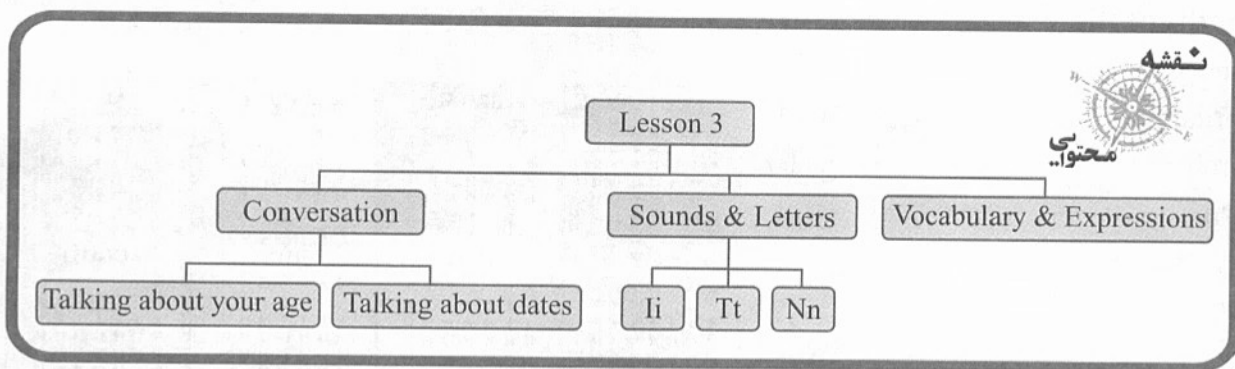 نقشه
محتوایی
Lesson 3
Conversation
Sounds & Letters
Vocabulary & Expressions
Talking about your age
Talking about dates
Ii
Tt
Nn
W
E